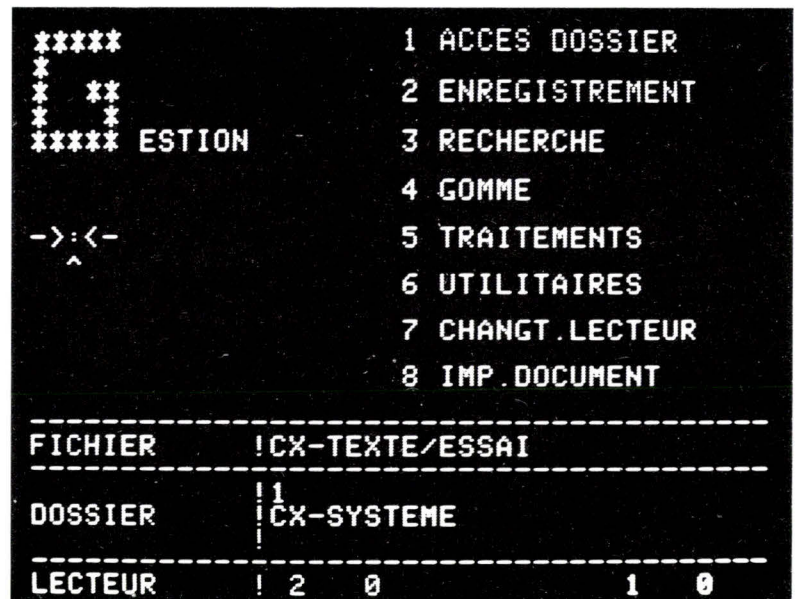 ***** 1 ACCES DOSSIER
*
* ** 2 ENREGISTREMENT
* *
***** ESTION 3 RECHERCHE
4 GOMME
->:<- 5 TRAITEMENTS
^
6 UTILITAIRES
7 CHANGT.LECTEUR
8 IMP.DOCUMENT
------------------------------------
FICHIER !CX-TEXTE/ESSAI
------------------------------------
!1
DOSSIER !CX-SYSTEME
!
------------------------------------
LECTEUR ! 2 0 1 0